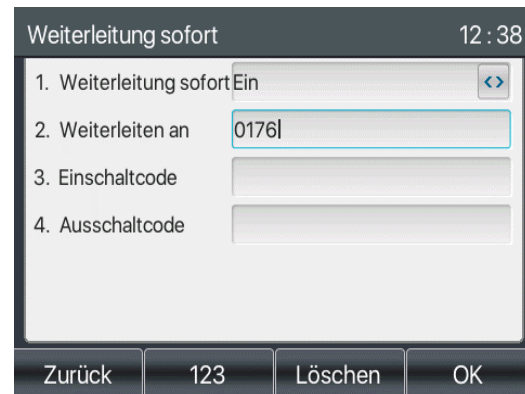 Weiterleitung sofort 12:38
1. Weiterleitung sofort Ein
2. Weiterleiten an 0176
3. Einschaltcode
4. Ausschaltcode
Zurück 123 Löschen OK